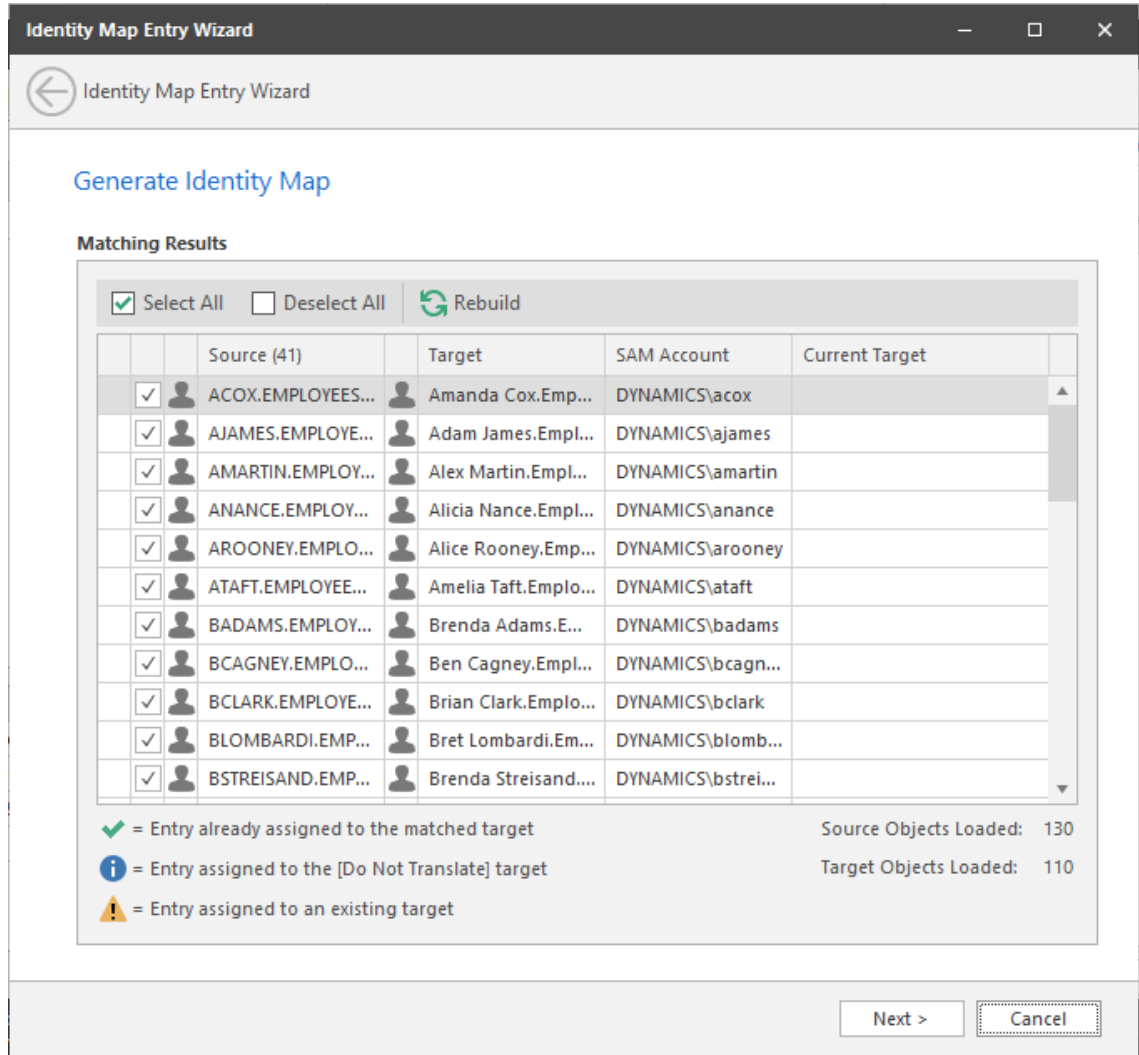 Identity Map Entry Wizard
Identity Map Entry Wizard
Generate Identity Map
Matching Results
Select All Deselect All Rebuild
Source (41) Target SAM Account Current Target
ACOX.EMPLOYEES... Amanda Cox.Emp... DYNAMICS\acox
AJAMES.EMPLOYE... Adam James.Empl... DYNAMICS\ajames
AMARTIN.EMPLOY... Alex Martin.Empl... DYNAMICS\amartin
ANANCE.EMPLOY... Alicia Nance.Empl... DYNAMICS\anance
AROONEY.EMPLO... Alice Rooney.Emp... DYNAMICS\arooney
ATAFT.EMPLOYEE... Amelia Taft.Emplo... DYNAMICS\ataft
BADAMS.EMPLOY... Brenda Adams.E... DYNAMICS\badams
BCAGNEY.EMPLO... Ben Cagney.Empl... DYNAMICS\bcagn...
BCLARK.EMPLOYE... Brian Clark.Emplo... DYNAMICS\bclark
BLOMBARDI.EMP... Bret Lombardi.Em... DYNAMICS\blomb...
BSTREISAND.EMP... Brenda Streisand.... DYNAMICS\bstrei...
= Entry already assigned to the matched target Source Objects Loaded: 130
= Entry assigned to the [Do Not Translate] target Target Objects Loaded: 110
= Entry assigned to an existing target
Next > Cancel